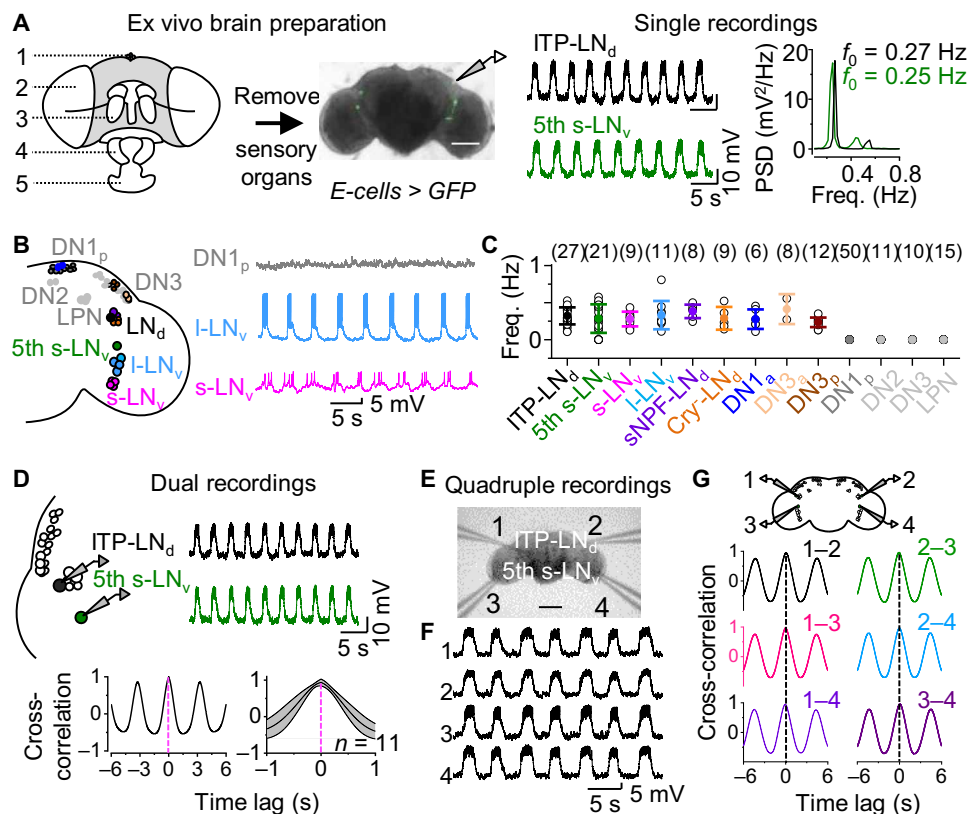 A
Ex vivo brain preparation
Single recordings
1
2
3
4
5
Remove
sensory
organs
E-cells > GFP
ITP-LNd
5th s-LNv
5 s
10 mV
PSD (mV²/Hz)
20
10
0
f0 = 0.27 Hz
f0 = 0.25 Hz
0.4 0.8
Freq. (Hz)
B
DN1p
DN2
DN3
LPN
LNd
5th s-LNv
l-LNv
s-LNv
DN1p
l-LNv
s-LNv
5 s 5 mV
C
(27)(21)(9)(11)(8)(9)(6)(8)(12)(50)(11)(10)(15)
Freq. (Hz)
1
0
ITP-LNd
5th s-LNv
s-LNv
l-LNv
sNPF-LNd
Cry-LNd
DN1a
DN3a
DN3p
DN1p
DN2
DN3
LPN
D
Dual recordings
ITP-LNd
5th s-LNv
5 s
10 mV
Cross-
correlation
1
0
−1
−6 −3 0 3 6
1
0
−1
−1 0 1
n = 11
Time lag (s)
E
Quadruple recordings
1 2
ITP-LNd
5th s-LNv
3 4
F
1
2
3
4
5 s 5 mV
G
1 2
3 4
Cross-correlation
1
0
1–2
2–3
1
0
1–3
2–4
1
0
1–4
3–4
−6 0 6
−6 0 6
Time lag (s)